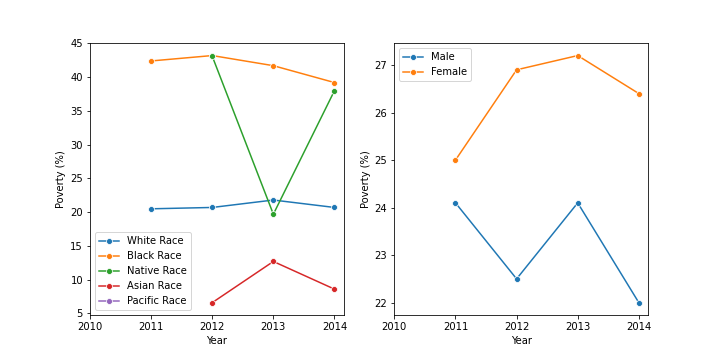 45
40
35
30
25
20
15
10
5
Poverty (%)
White Race
Black Race
Native Race
Asian Race
Pacific Race
2010 2011 2012 2013 2014
Year
27
26
25
24
23
22
Poverty (%)
Male
Female
2010 2011 2012 2013 2014
Year